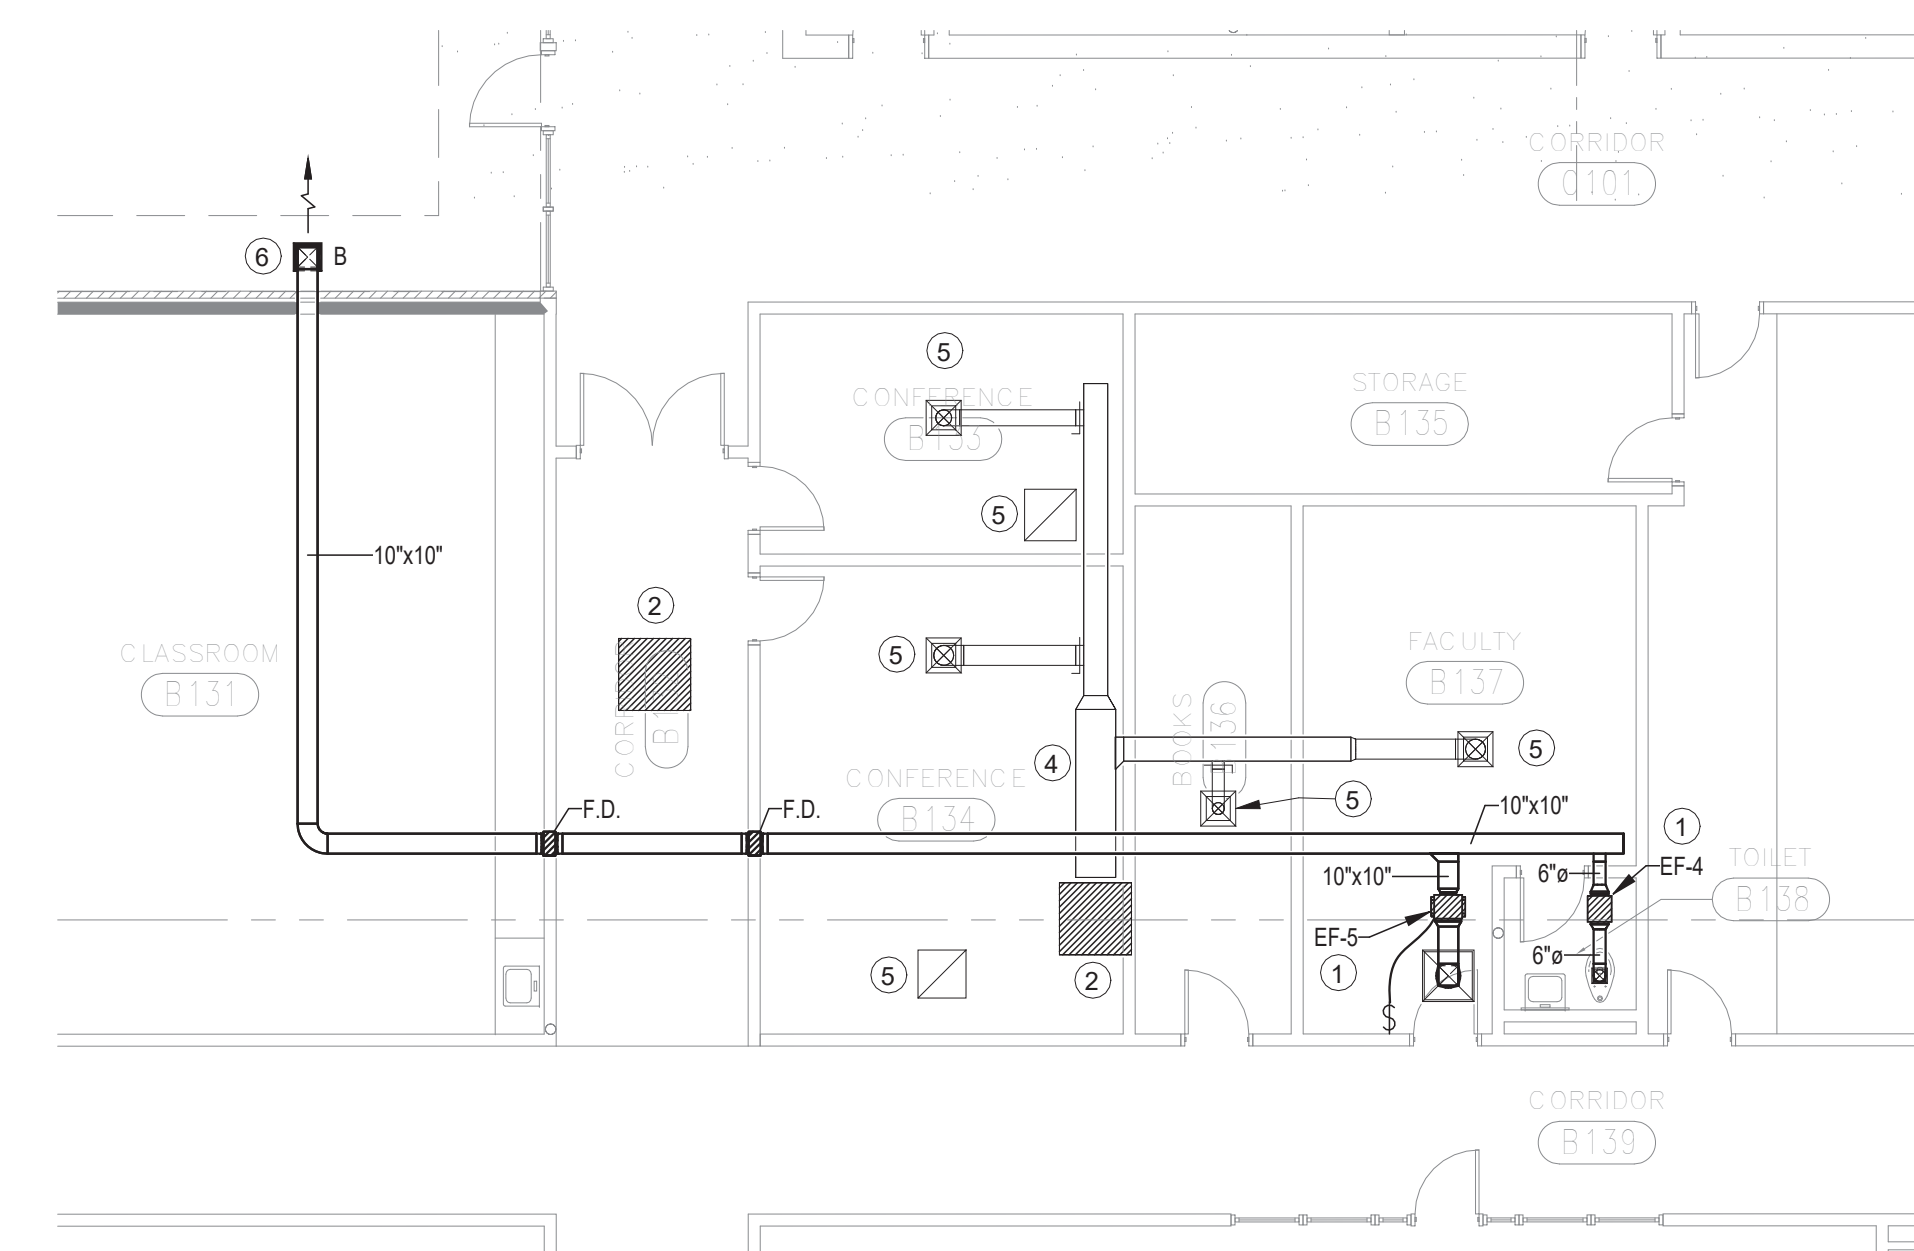 CORRIDOR
C101
6
B
5
CONFERENCE
B133
STORAGE
B135
5
10"x10"
2
CLASSROOM
B131
5
FACULTY
B137
BOOKS
5
4
CONFERENCE
B134
5
F.D.
F.D.
10"x10"
1
TOILET
B138
10"x10"
6"ø
EF-4
EF-5
6"ø
1
5
2
$
CORRIDOR
B139